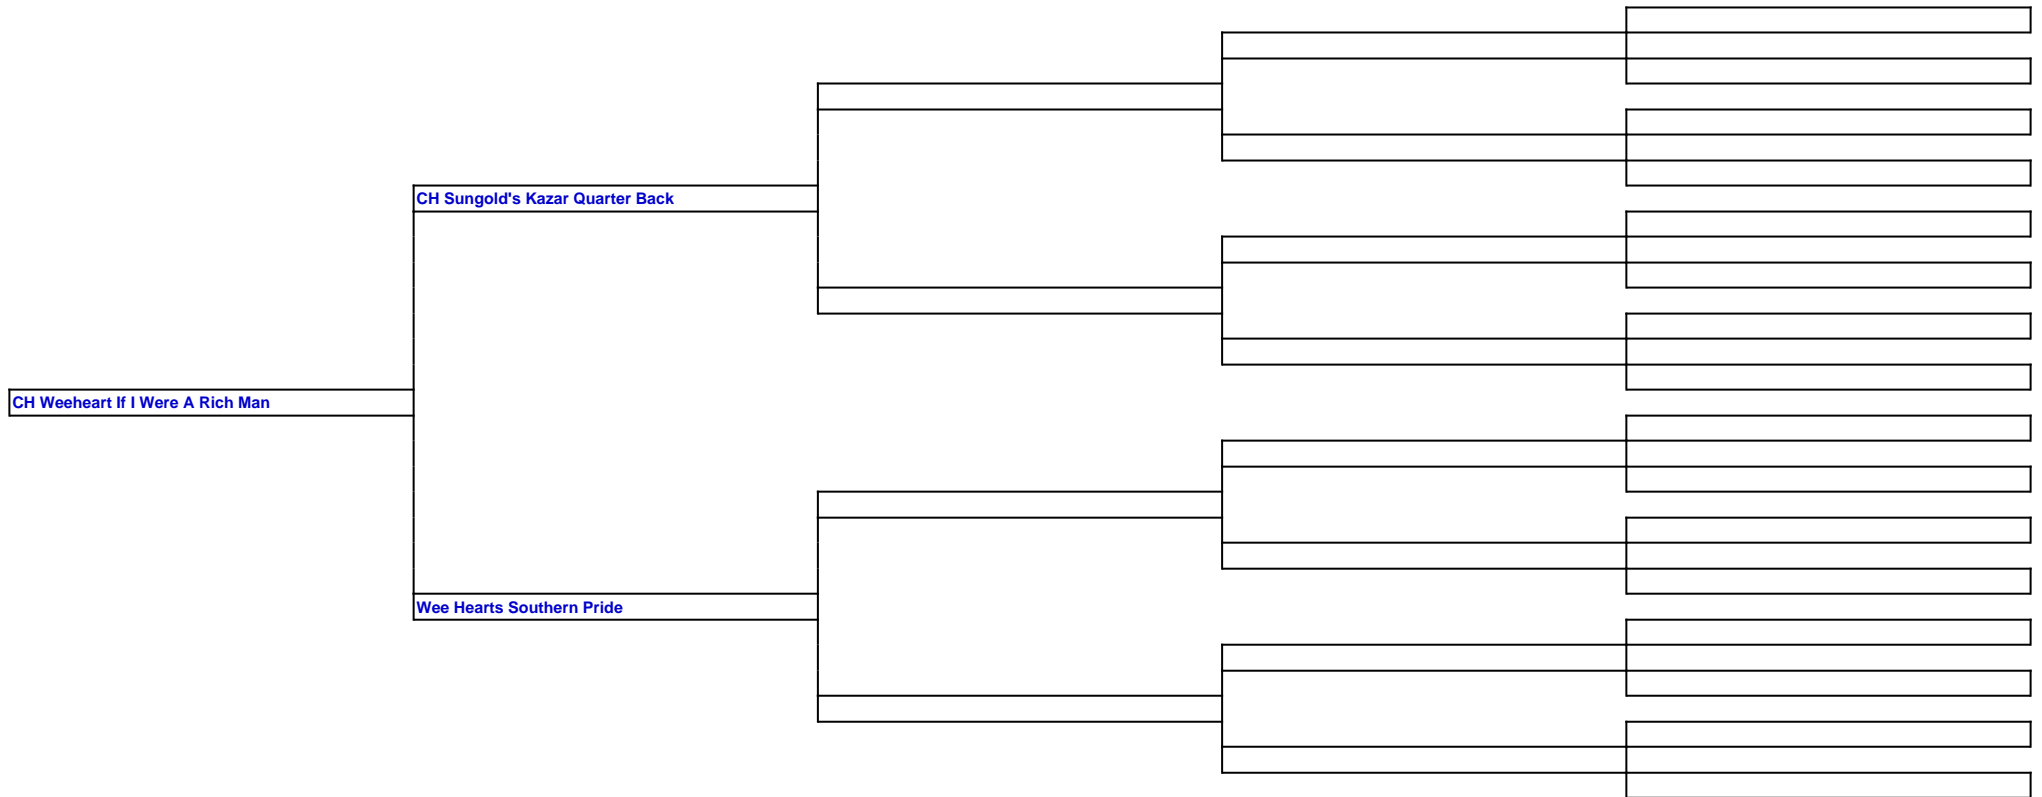 CH Sungold's Kazar Quarter Back
CH Weeheart If I Were A Rich Man
Wee Hearts Southern Pride